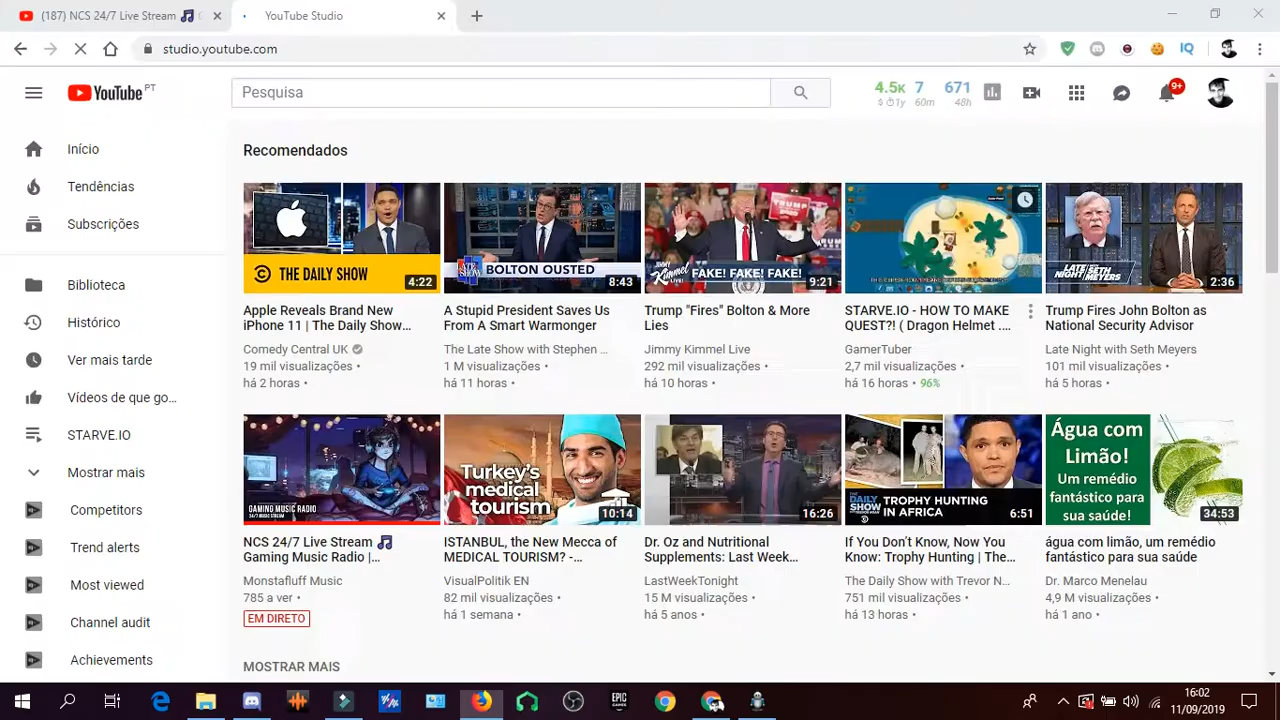 (187) NCS 24/7 Live Stream 🎵
YouTube Studio
studio.youtube.com
IQ
YouTube PT
Pesquisa
4.5K 7 671
$ 1y 60m 48h
9+
Início
Tendências
Subscrições
Biblioteca
Histórico
Ver mais tarde
Vídeos de que go...
STARVE.IO
Mostrar mais
Competitors
Trend alerts
Most viewed
Channel audit
Achievements
Recomendados
THE DAILY SHOW
4:22
Apple Reveals Brand New
iPhone 11 | The Daily Show...
Comedy Central UK
19 mil visualizações •
há 2 horas •
BOLTON OUSTED
8:43
A Stupid President Saves Us
From A Smart Warmonger
The Late Show with Stephen ...
1 M visualizações •
há 11 horas •
JIMMY KIMMEL LIVE
FAKE! FAKE! FAKE!
9:21
Trump "Fires" Bolton & More
Lies
Jimmy Kimmel Live
292 mil visualizações •
há 10 horas •
STARVE.IO - HOW TO MAKE
QUEST?! ( Dragon Helmet ....
GamerTuber
2,7 mil visualizações •
há 16 horas • 96%
LATE NIGHT SETH MEYERS
2:36
Trump Fires John Bolton as
National Security Advisor
Late Night with Seth Meyers
101 mil visualizações •
há 5 horas •
GAMING MUSIC RADIO
24/7 MUSIC STREAM
NCS 24/7 Live Stream 🎵
Gaming Music Radio |...
Monstafluff Music
785 a ver •
EM DIRETO
Turkey's
medical
tourism?
10:14
ISTANBUL, the New Mecca of
MEDICAL TOURISM? -...
VisualPolitik EN
82 mil visualizações •
há 1 semana •
16:26
Dr. Oz and Nutritional
Supplements: Last Week...
LastWeekTonight
15 M visualizações •
há 5 anos •
THE DAILY SHOW
TROPHY HUNTING
IN AFRICA
6:51
If You Don't Know, Now You
Know: Trophy Hunting | The...
The Daily Show with Trevor N...
751 mil visualizações •
há 13 horas •
Água com
Limão!
Um remédio
fantástico para
sua saúde!
34:53
água com limão, um remédio
fantástico para sua saúde
Dr. Marco Menelau
4,9 M visualizações •
há 1 ano •
MOSTRAR MAIS
EPIC
GAMES
16:02
11/09/2019